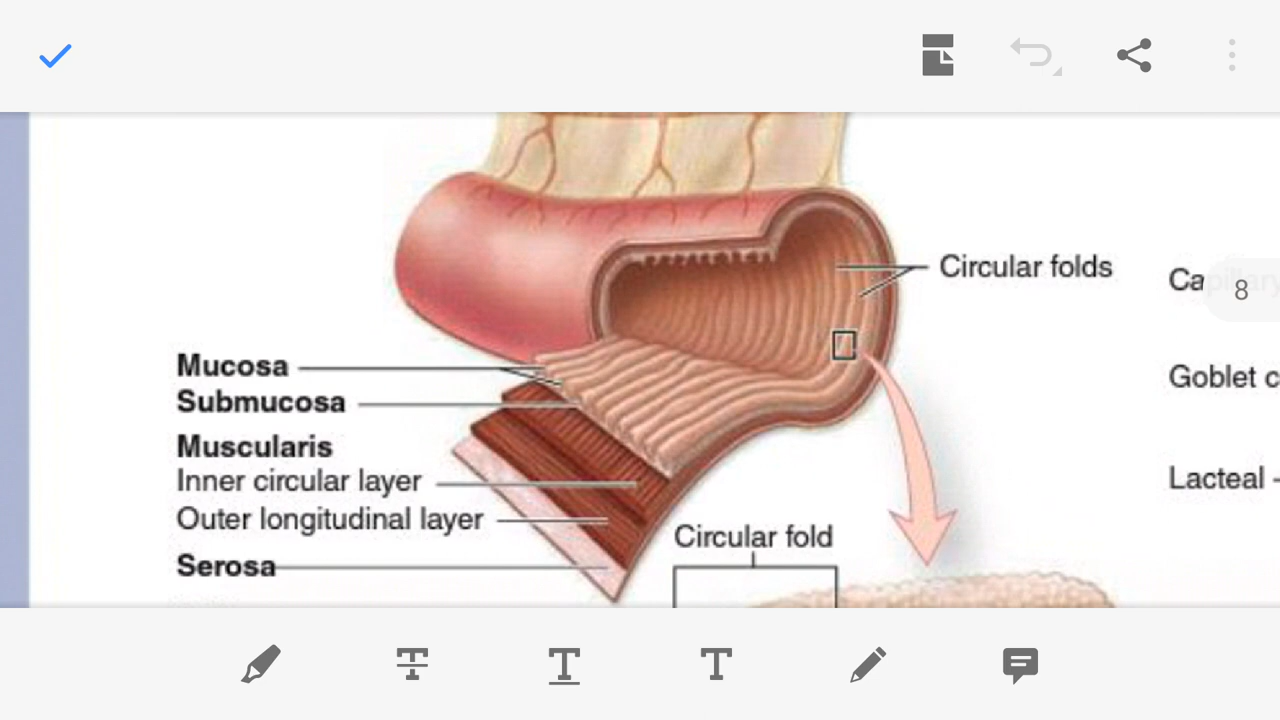 Circular folds
Ca
8
Mucosa
Goblet c
Submucosa
Muscularis
Inner circular layer
Lacteal
Outer longitudinal layer
Circular fold
Serosa